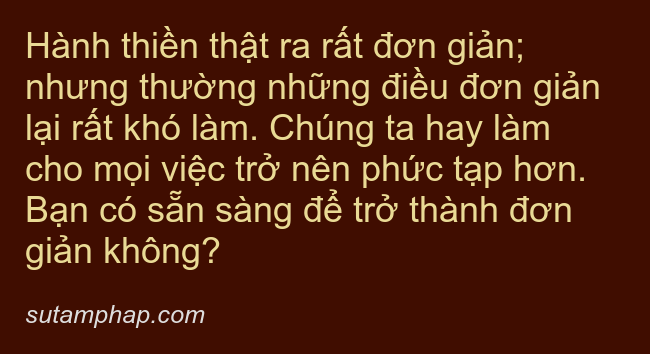 Hành thiền thật ra rất đơn giản;
nhưng thường những điều đơn giản
lại rất khó làm. Chúng ta hay làm
cho mọi việc trở nên phức tạp hơn.
Bạn có sẵn sàng để trở thành đơn
giản không?
sutamphap.com